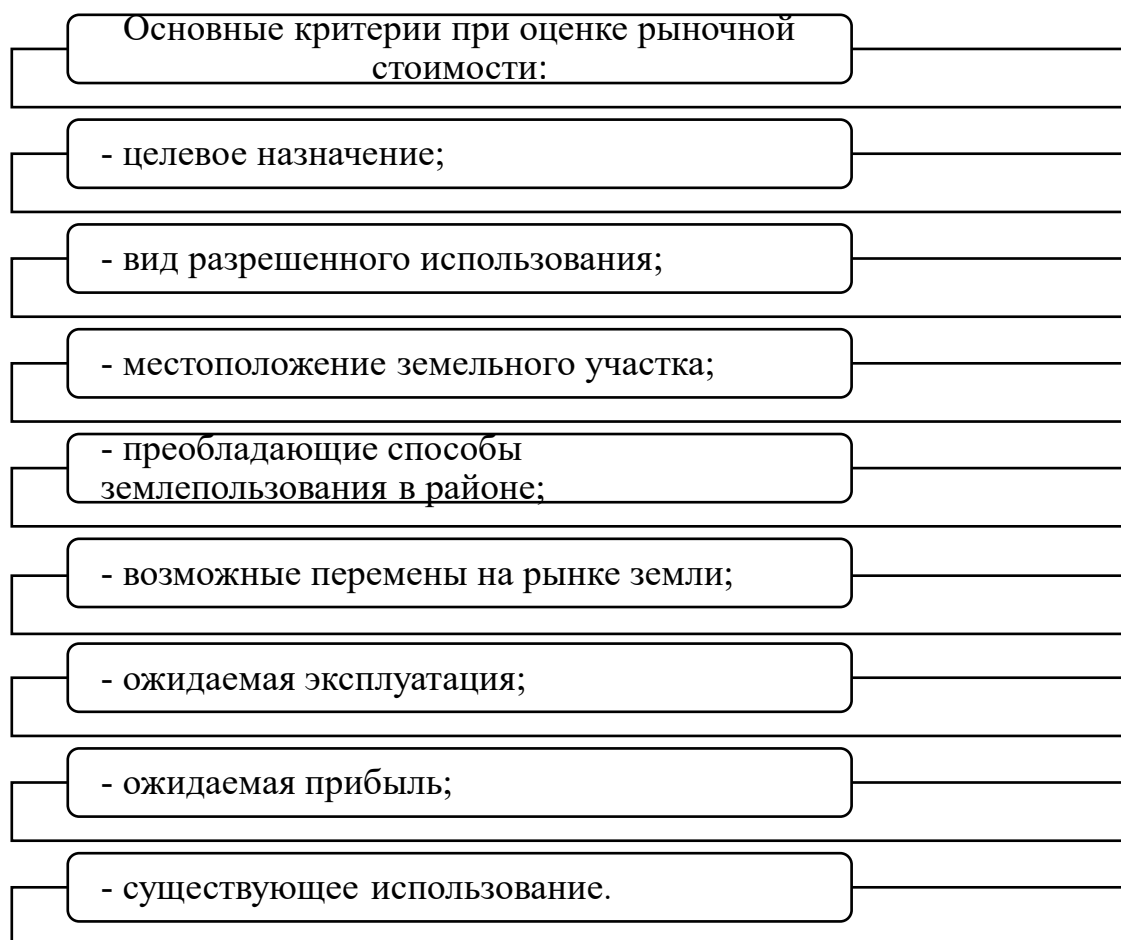 Основные критерии при оценке рыночной
стоимости:
- целевое назначение;
- вид разрешенного использования;
- местоположение земельного участка;
- преобладающие способы
землепользования в районе;
- возможные перемены на рынке земли;
- ожидаемая эксплуатация;
- ожидаемая прибыль;
- существующее использование.